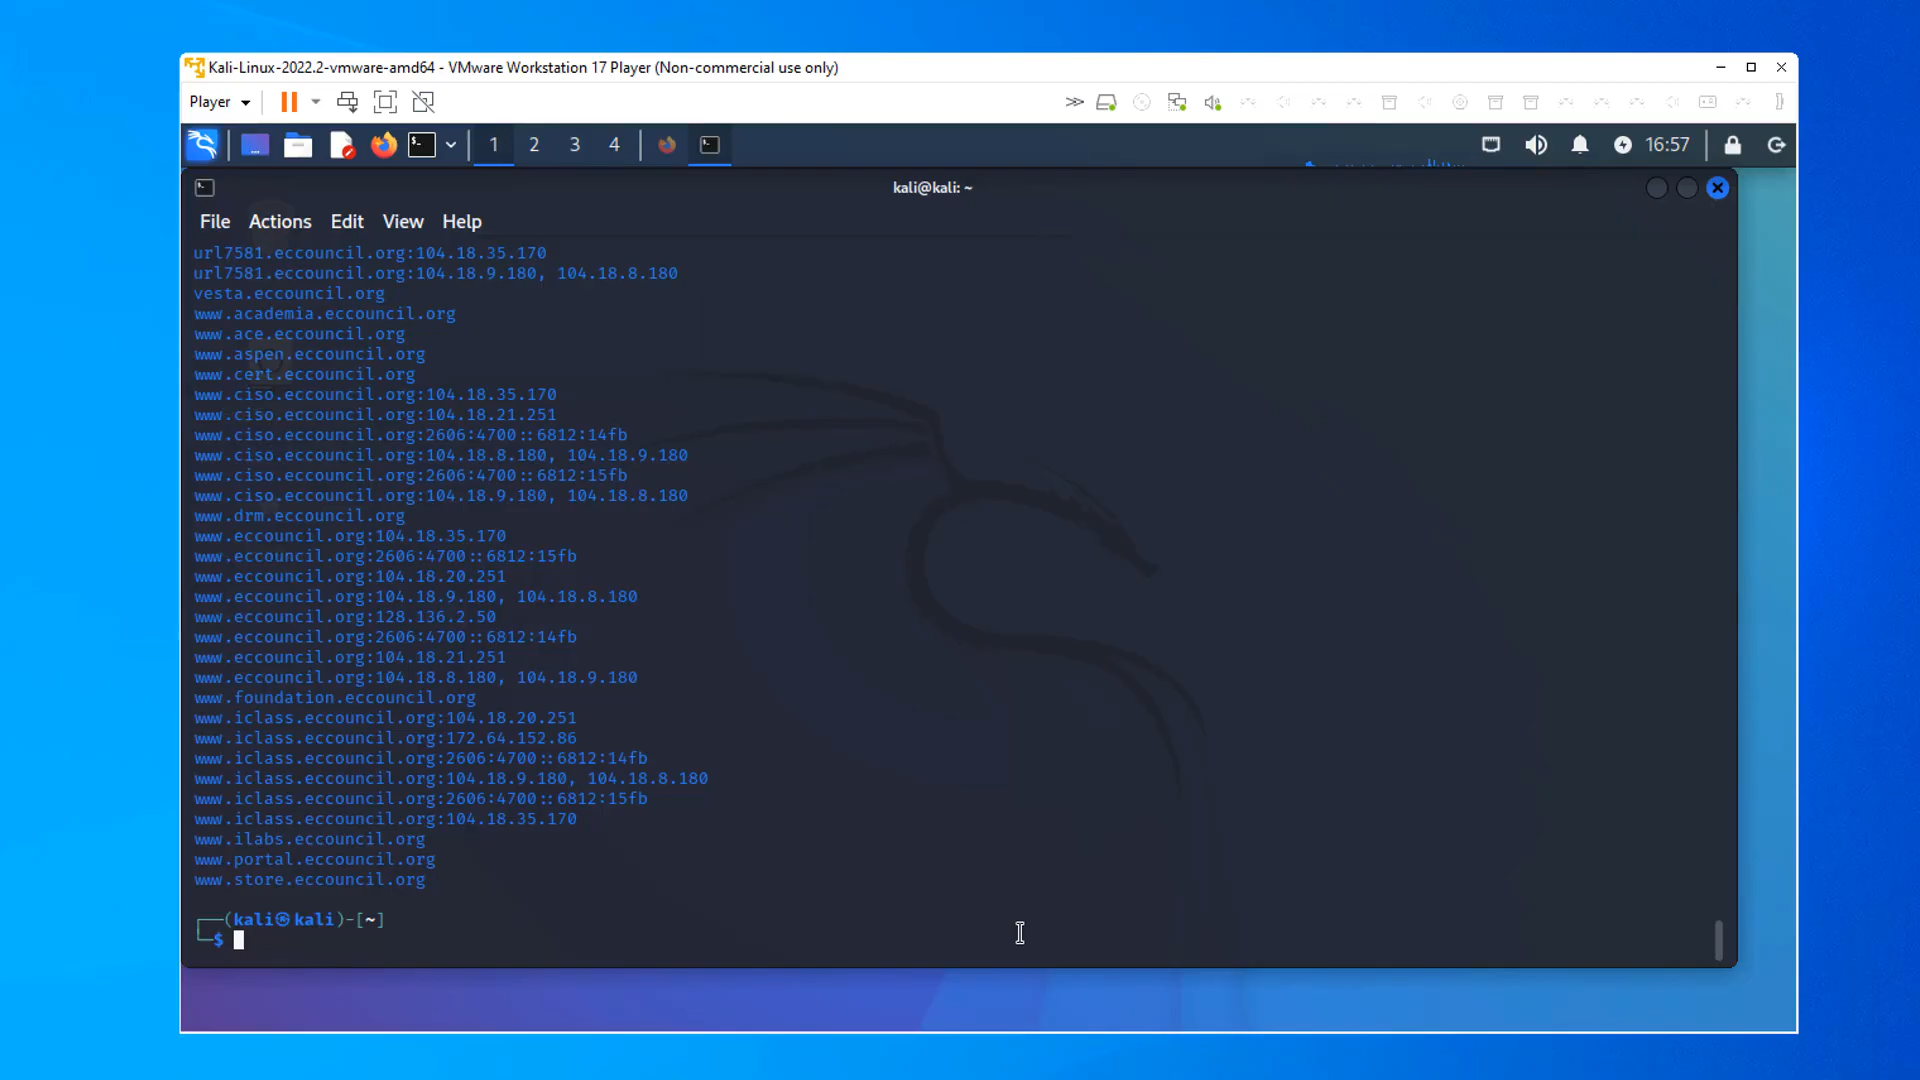 Kali-Linux-2022.2-vmware-amd64 - VMware Workstation 17 Player (Non-commercial use only)
Player
1 2 3 4 16:57
kali@kali: ~
File Actions Edit View Help
url7581.eccouncil.org:104.18.35.170
url7581.eccouncil.org:104.18.9.180, 104.18.8.180
vesta.eccouncil.org
www.academia.eccouncil.org
www.ace.eccouncil.org
www.aspen.eccouncil.org
www.cert.eccouncil.org
www.ciso.eccouncil.org:104.18.35.170
www.ciso.eccouncil.org:104.18.21.251
www.ciso.eccouncil.org:2606:4700::6812:14fb
www.ciso.eccouncil.org:104.18.8.180, 104.18.9.180
www.ciso.eccouncil.org:2606:4700::6812:15fb
www.ciso.eccouncil.org:104.18.9.180, 104.18.8.180
www.drm.eccouncil.org
www.eccouncil.org:104.18.35.170
www.eccouncil.org:2606:4700::6812:15fb
www.eccouncil.org:104.18.20.251
www.eccouncil.org:104.18.9.180, 104.18.8.180
www.eccouncil.org:128.136.2.50
www.eccouncil.org:2606:4700::6812:14fb
www.eccouncil.org:104.18.21.251
www.eccouncil.org:104.18.8.180, 104.18.9.180
www.foundation.eccouncil.org
www.iclass.eccouncil.org:104.18.20.251
www.iclass.eccouncil.org:172.64.152.86
www.iclass.eccouncil.org:2606:4700::6812:14fb
www.iclass.eccouncil.org:104.18.9.180, 104.18.8.180
www.iclass.eccouncil.org:2606:4700::6812:15fb
www.iclass.eccouncil.org:104.18.35.170
www.ilabs.eccouncil.org
www.portal.eccouncil.org
www.store.eccouncil.org
┌──(kali㉿kali)-[~]
└─$